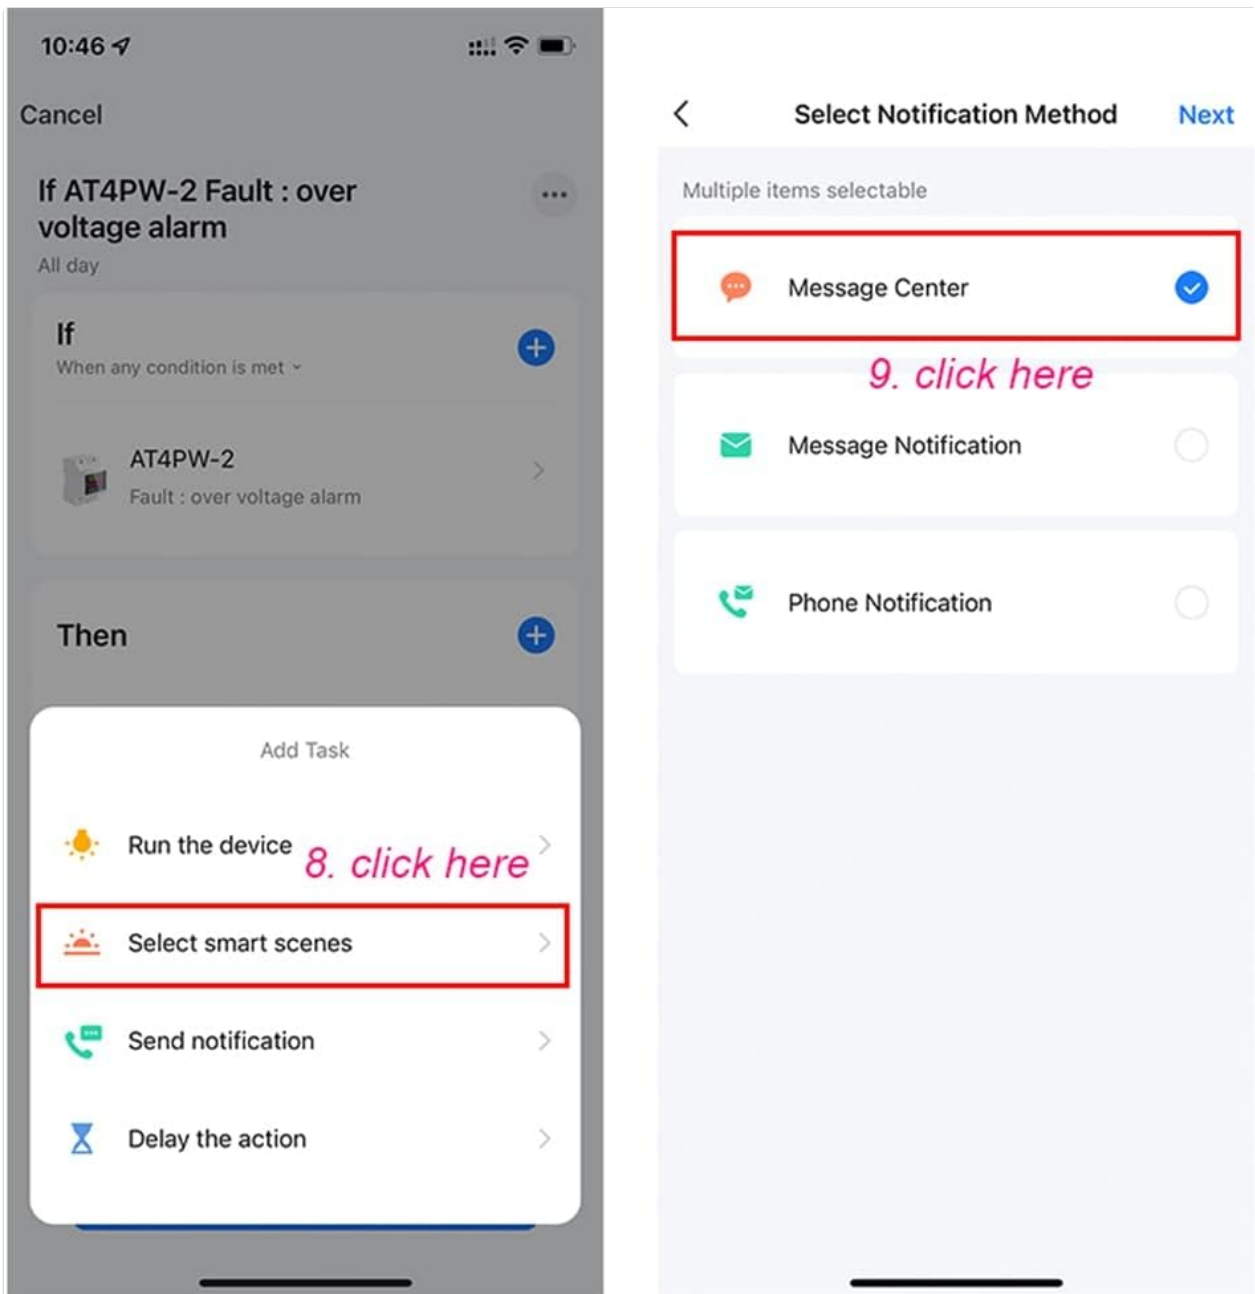 10:46
Cancel
If AT4PW-2 Fault : over
voltage alarm
All day
If
When any condition is met
AT4PW-2
Fault : over voltage alarm
Then
Add Task
Run the device
8. click here
Select smart scenes
Send notification
Delay the action
Select Notification Method
Next
Multiple items selectable
Message Center
9. click here
Message Notification
Phone Notification